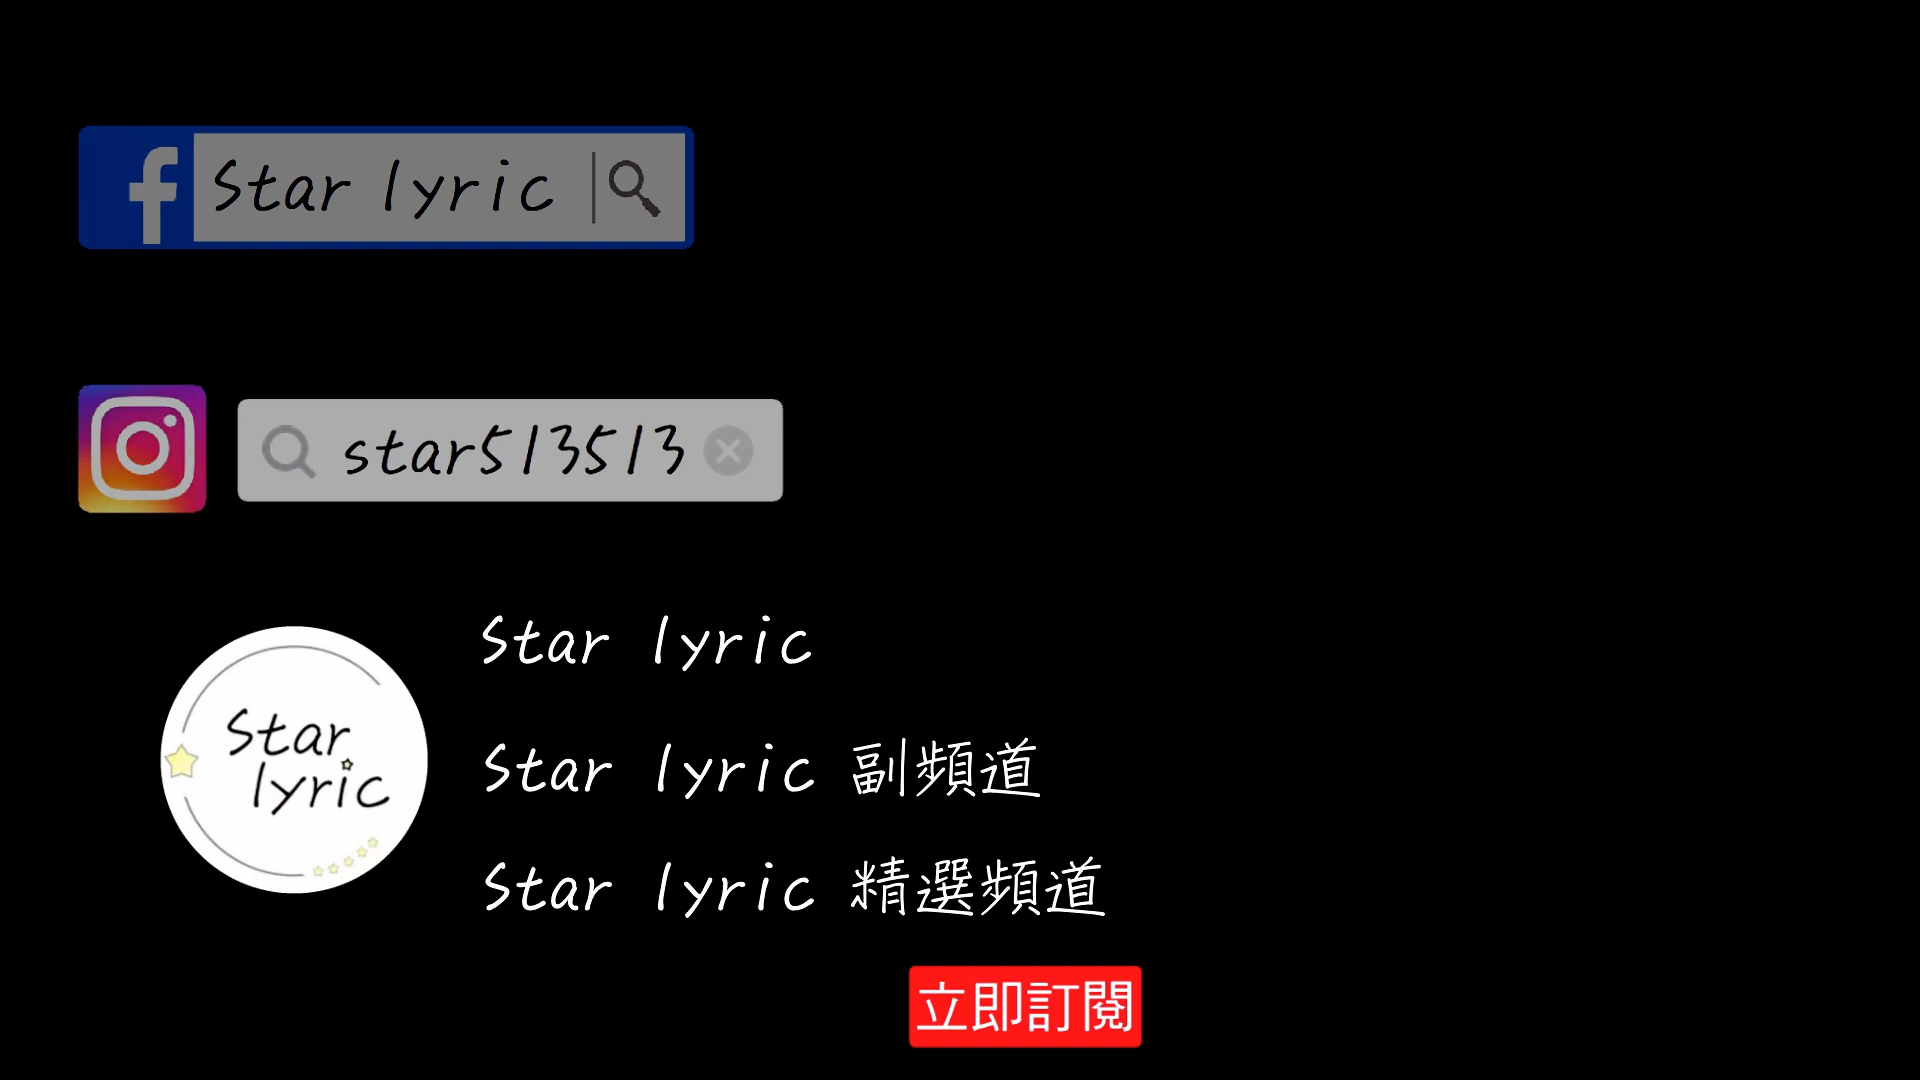 Star lyric
star513513
Star
lyric
Star lyric
Star lyric 副頻道
Star lyric 精選頻道
立即訂閱